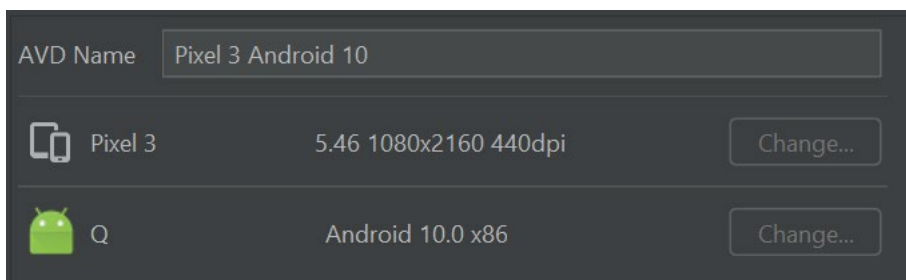 AVD Name Pixel 3 Android 10
Pixel 3 5.46 1080x2160 440dpi Change...
Q Android 10.0 x86 Change...